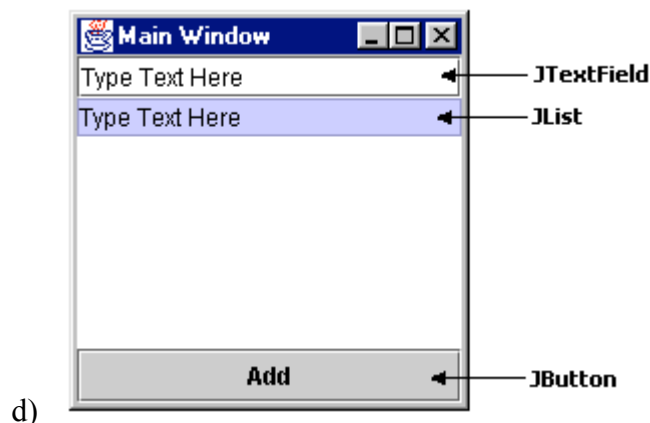 Main Window
Type Text Here
JTextField
Type Text Here
JList
Add
JButton
d)